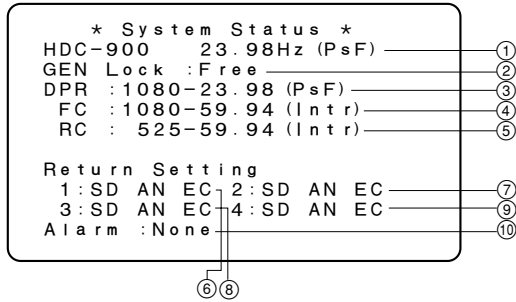 * System Status *
HDC-900 23.98Hz (PsF) ①
GEN Lock :Free ②
DPR :1080-23.98 (PsF) ③
FC :1080-59.94 (Intr) ④
RC : 525-59.94 (Intr) ⑤
Return Setting
1:SD AN EC 2:SD AN EC ⑦
3:SD AN EC 4:SD AN EC ⑨
Alarm :None ⑩
⑥ ⑧